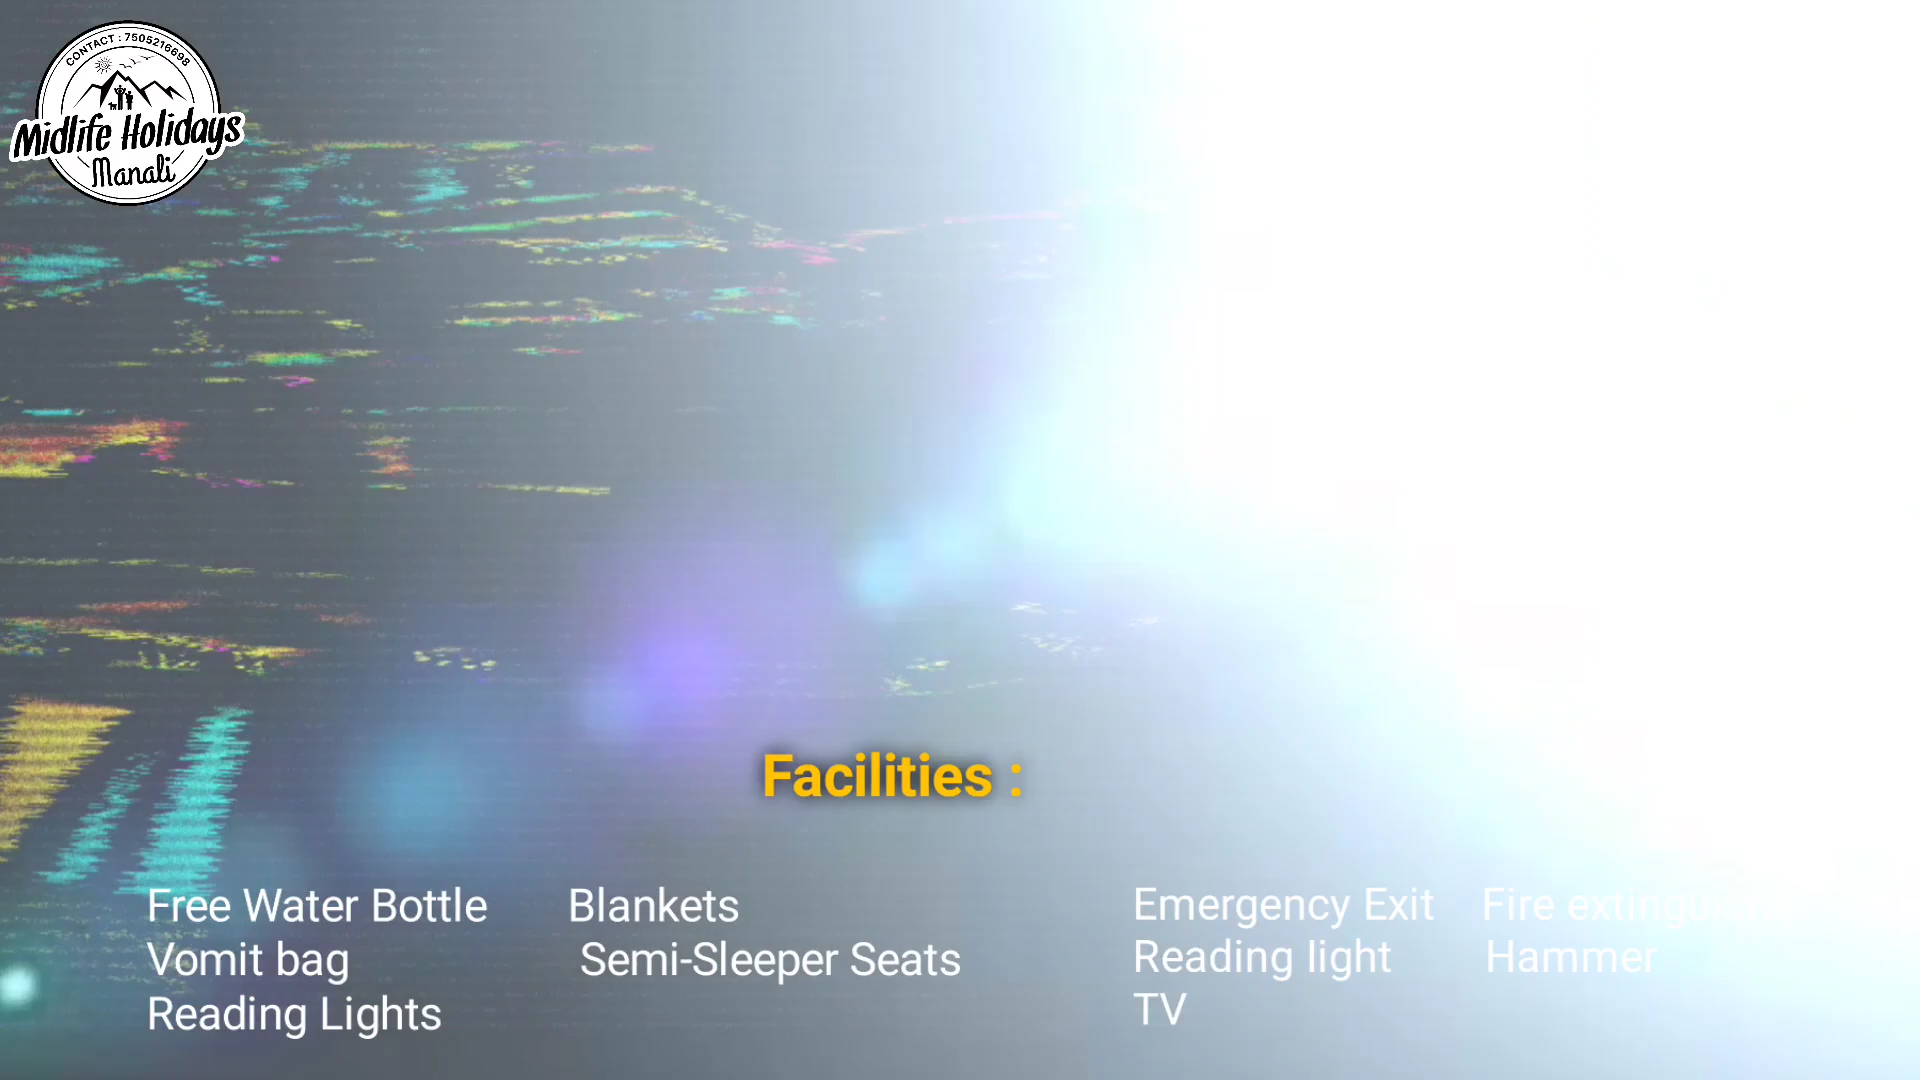 CONTACT : 7505216698
Midlife Holidays
Manali
Facilities :
Free Water Bottle
Blankets
Vomit bag
Semi-Sleeper Seats
Reading Lights
Emergency Exit
Fire
Reading light
Hammer
TV